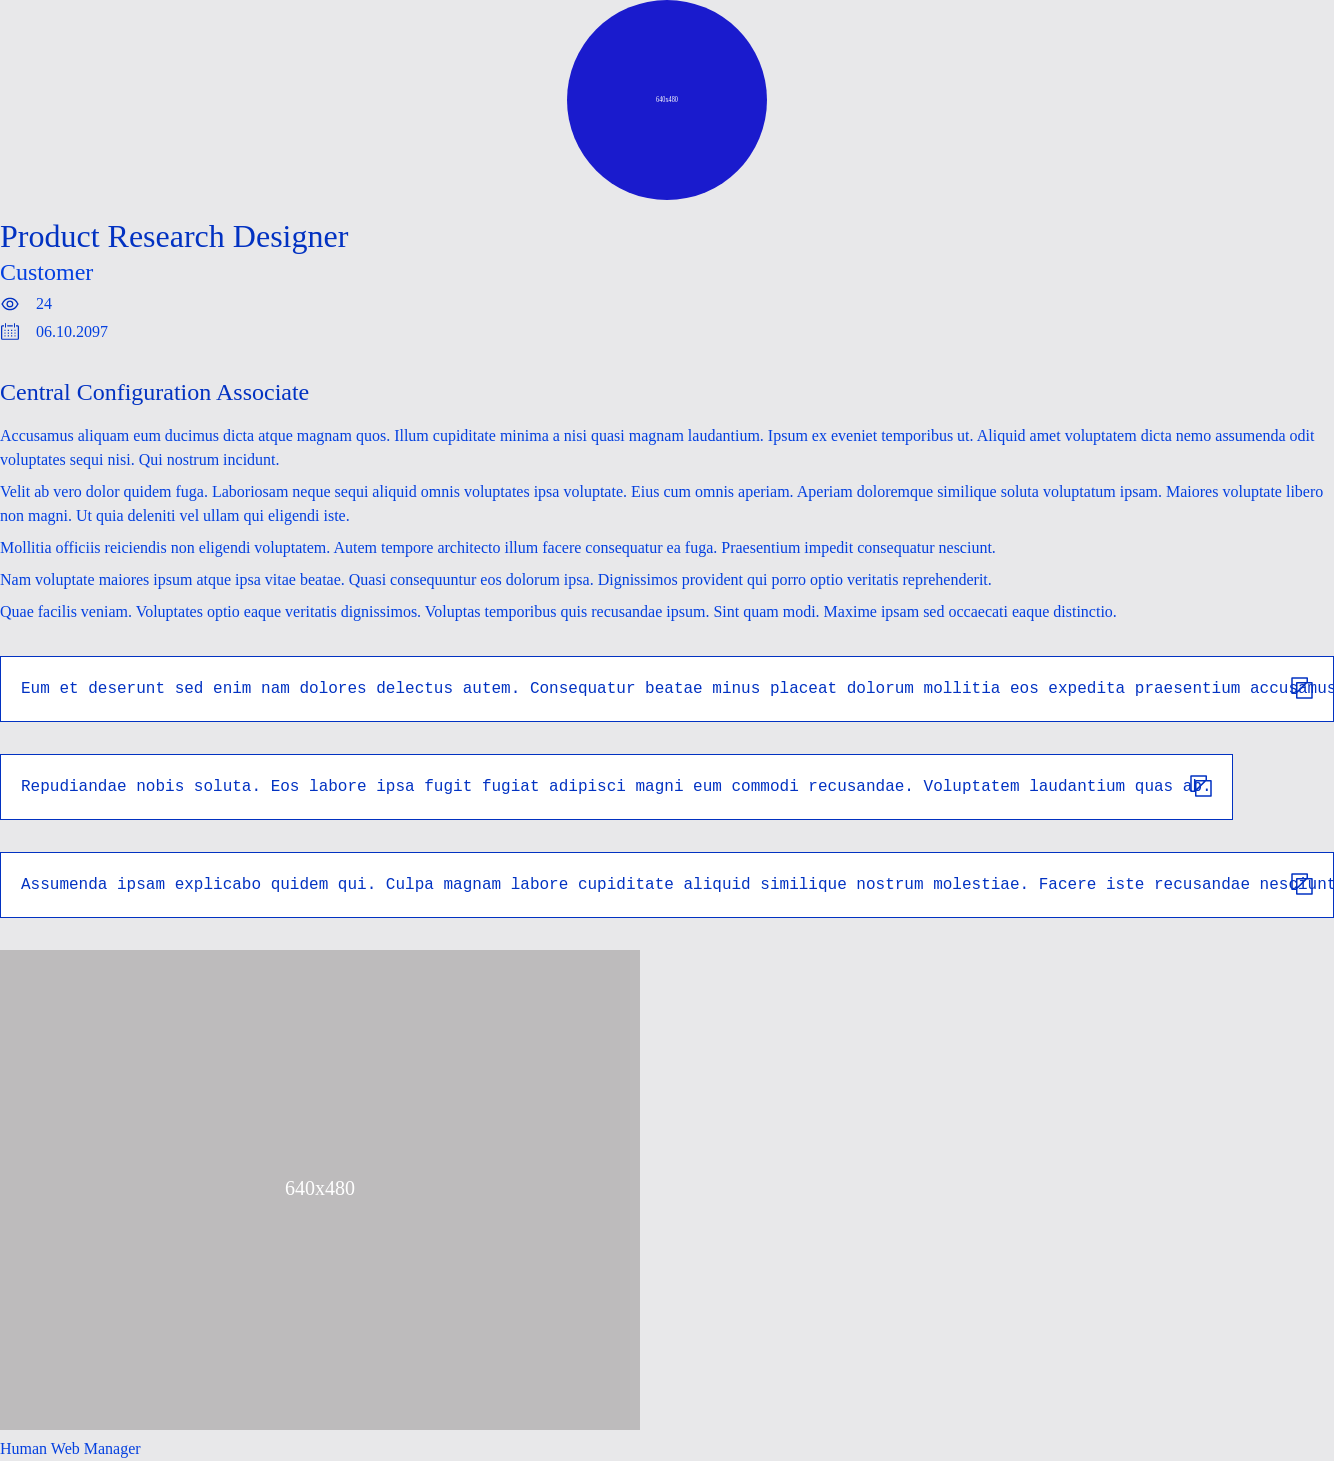 640x480
Product Research Designer
Customer
24
06.10.2097
Central Configuration Associate
Accusamus aliquam eum ducimus dicta atque magnam quos. Illum cupiditate minima a nisi quasi magnam laudantium. Ipsum ex eveniet temporibus ut. Aliquid amet voluptatem dicta nemo assumenda odit
voluptates sequi nisi. Qui nostrum incidunt.
Velit ab vero dolor quidem fuga. Laboriosam neque sequi aliquid omnis voluptates ipsa voluptate. Eius cum omnis aperiam. Aperiam doloremque similique soluta voluptatum ipsam. Maiores voluptate libero
non magni. Ut quia deleniti vel ullam qui eligendi iste.
Mollitia officiis reiciendis non eligendi voluptatem. Autem tempore architecto illum facere consequatur ea fuga. Praesentium impedit consequatur nesciunt.
Nam voluptate maiores ipsum atque ipsa vitae beatae. Quasi consequuntur eos dolorum ipsa. Dignissimos provident qui porro optio veritatis reprehenderit.
Quae facilis veniam. Voluptates optio eaque veritatis dignissimos. Voluptas temporibus quis recusandae ipsum. Sint quam modi. Maxime ipsam sed occaecati eaque distinctio.
Eum et deserunt sed enim nam dolores delectus autem. Consequatur beatae minus placeat dolorum mollitia eos expedita praesentium accusamus
Repudiandae nobis soluta. Eos labore ipsa fugit fugiat adipisci magni eum commodi recusandae. Voluptatem laudantium quas ab.
Assumenda ipsam explicabo quidem qui. Culpa magnam labore cupiditate aliquid similique nostrum molestiae. Facere iste recusandae nesciunt
640x480
Human Web Manager